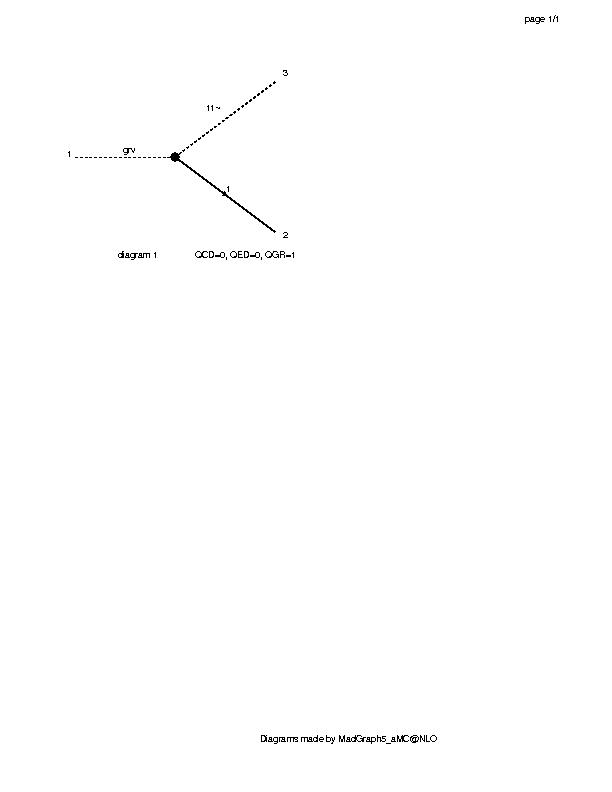 page 1/1
3
11~
1
grv
1
2
diagram 1 QCD=0, QED=0, QGR=1
Diagrams made by MadGraph5_aMC@NLO